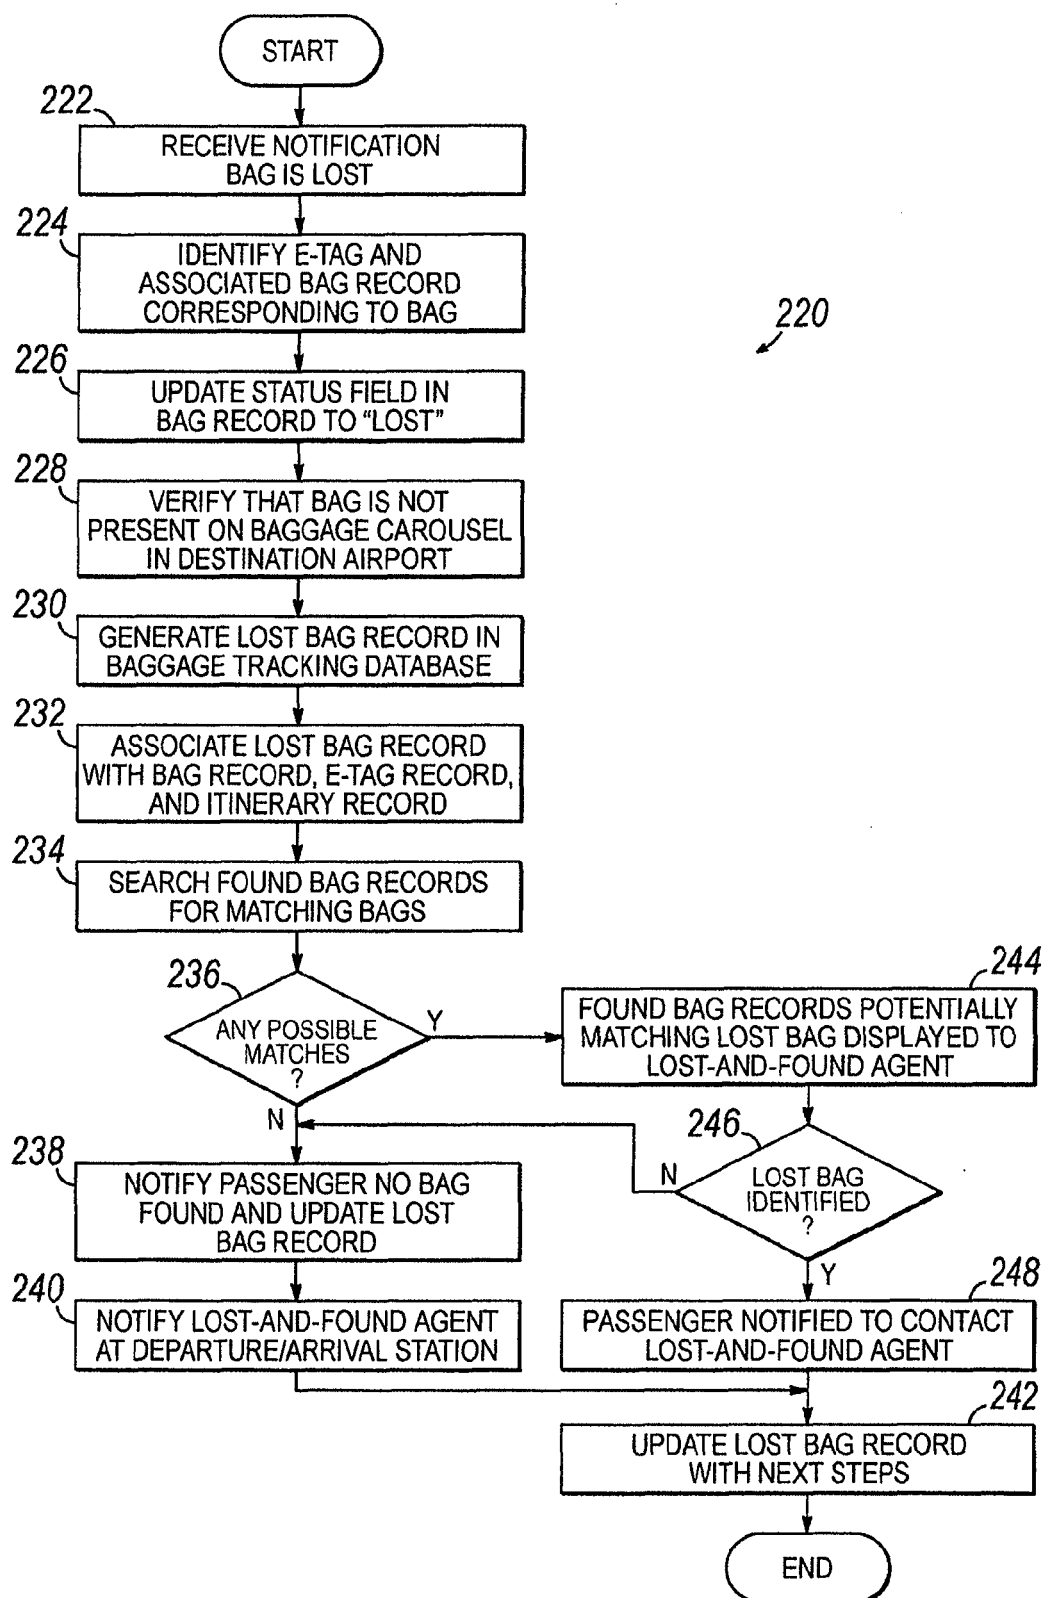 START
222
RECEIVE NOTIFICATION
BAG IS LOST
224
IDENTIFY E-TAG AND
ASSOCIATED BAG RECORD
CORRESPONDING TO BAG
220
226
UPDATE STATUS FIELD IN
BAG RECORD TO “LOST”
228
VERIFY THAT BAG IS NOT
PRESENT ON BAGGAGE CAROUSEL
IN DESTINATION AIRPORT
230
GENERATE LOST BAG RECORD IN
BAGGAGE TRACKING DATABASE
232
ASSOCIATE LOST BAG RECORD
WITH BAG RECORD, E-TAG RECORD,
AND ITINERARY RECORD
234
SEARCH FOUND BAG RECORDS
FOR MATCHING BAGS
236
ANY POSSIBLE
MATCHES
?
Y
N
244
FOUND BAG RECORDS POTENTIALLY
MATCHING LOST BAG DISPLAYED TO
LOST-AND-FOUND AGENT
246
LOST BAG
IDENTIFIED
?
N
Y
238
NOTIFY PASSENGER NO BAG
FOUND AND UPDATE LOST
BAG RECORD
240
NOTIFY LOST-AND-FOUND AGENT
AT DEPARTURE/ARRIVAL STATION
248
PASSENGER NOTIFIED TO CONTACT
LOST-AND-FOUND AGENT
242
UPDATE LOST BAG RECORD
WITH NEXT STEPS
END